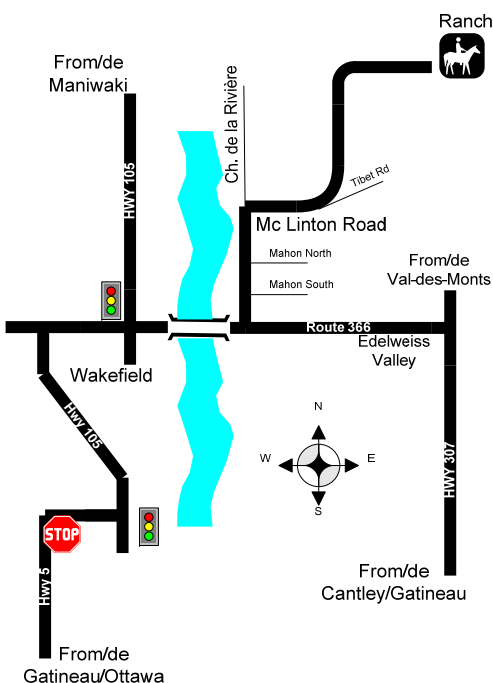 Ranch
From/de
Maniwaki
Ch. de la Rivière
HWY 105
Tibet Rd
Mc Linton Road
Mahon North
From/de
Val-des-Monts
Mahon South
Route 366
Edelweiss
Valley
Wakefield
Hwy 105
N
W
E
S
HWY 307
STOP
Hwy 5
From/de
Cantley/Gatineau
From/de
Gatineau/Ottawa